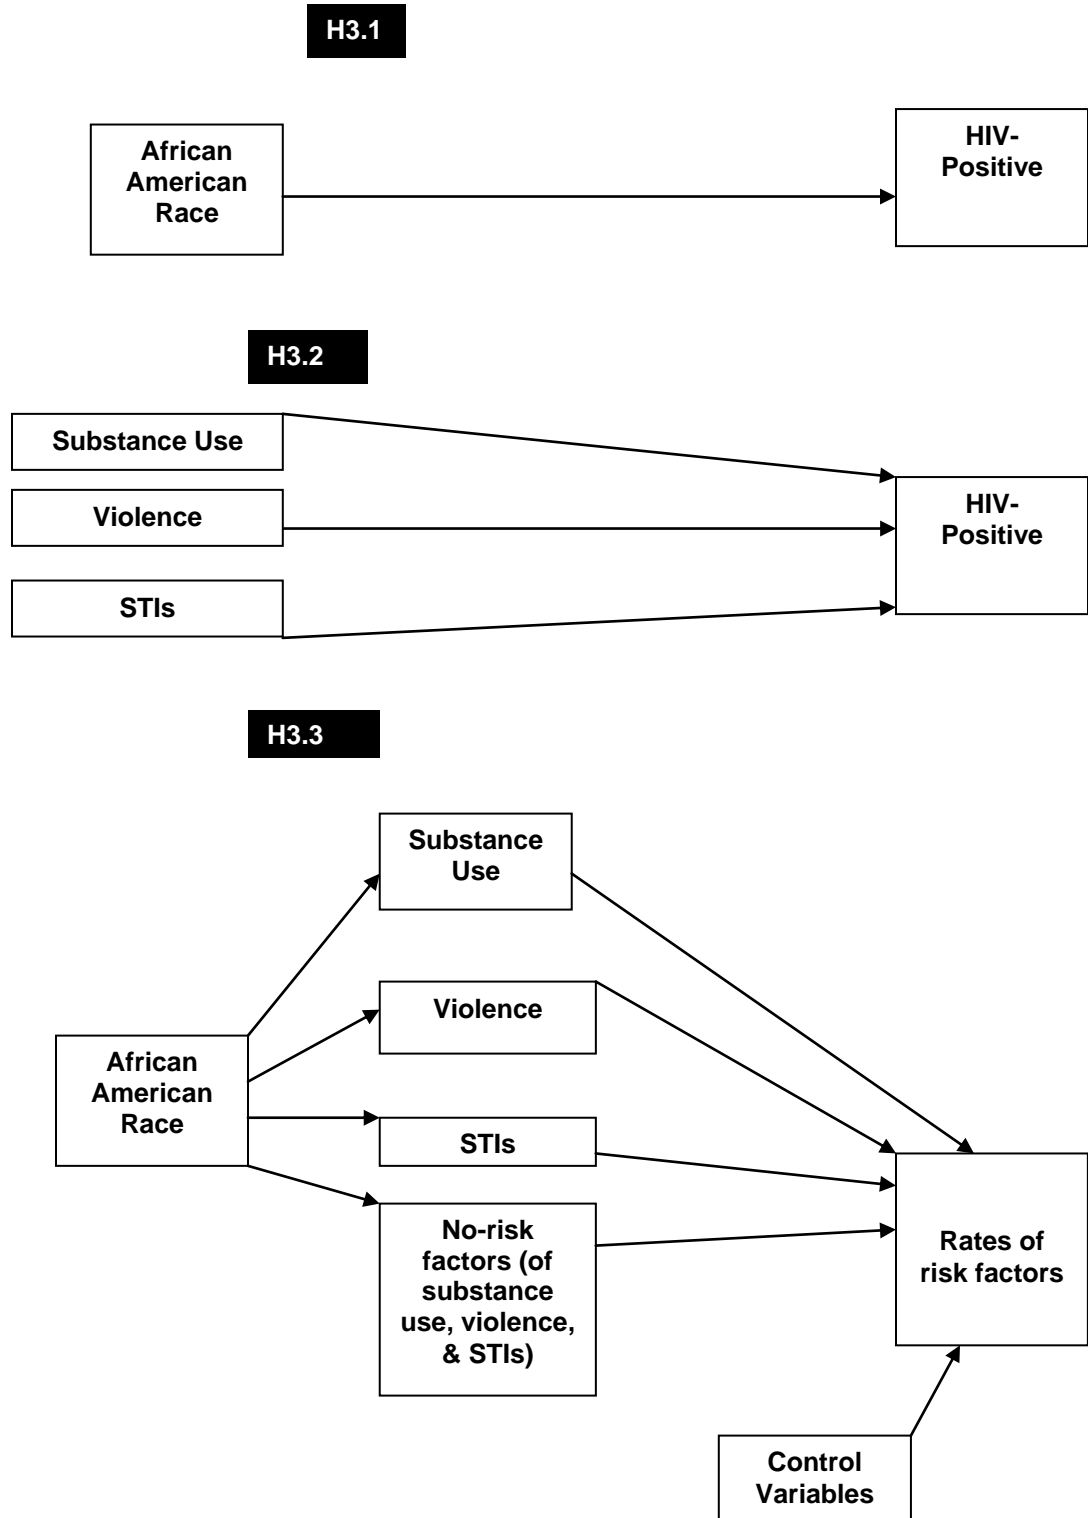 H3.1
African
American
Race
HIV-
Positive
H3.2
Substance Use
Violence
STIs
HIV-
Positive
H3.3
Substance
Use
Violence
African
American
Race
STIs
No-risk
factors (of
substance
use, violence,
& STIs)
Rates of
risk factors
Control
Variables